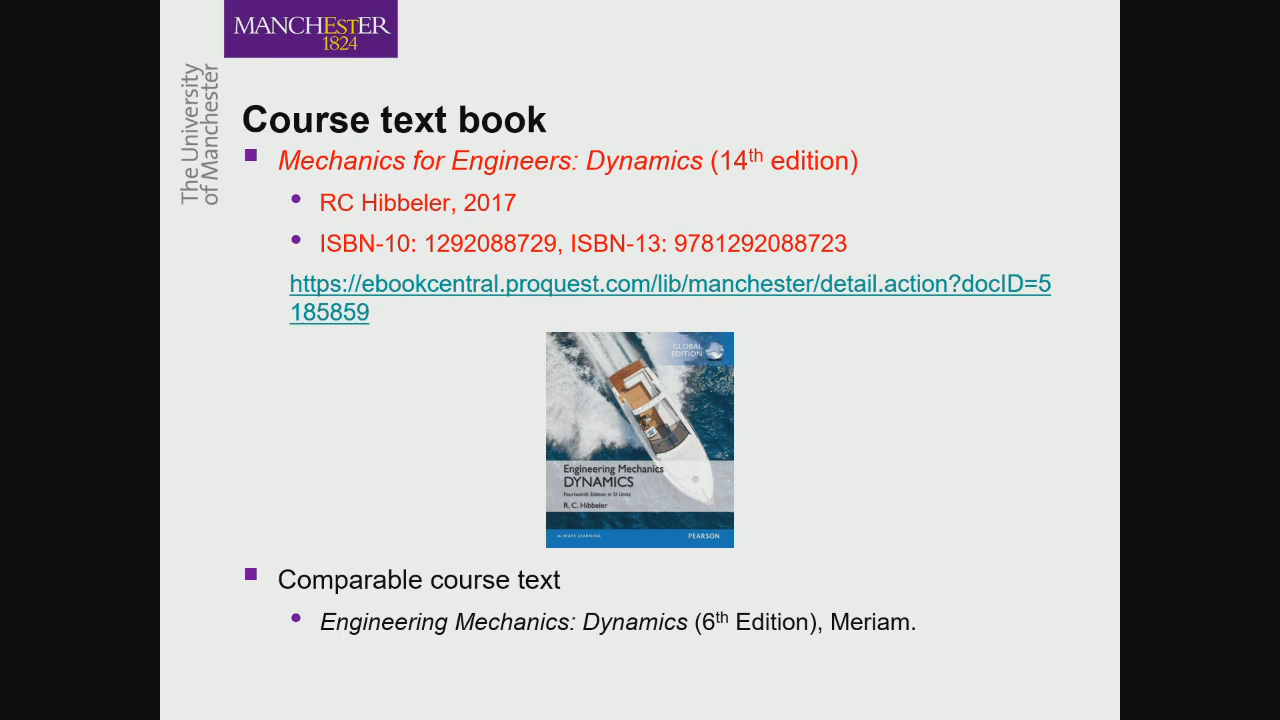 MANCHESTER
1824
The University
of Manchester
Course text book
Mechanics for Engineers: Dynamics (14th edition)
RC Hibbeler, 2017
ISBN-10: 1292088729, ISBN-13: 9781292088723
https://ebookcentral.proquest.com/lib/manchester/detail.action?docID=5
185859
GLOBAL
EDITION
Engineering Mechanics
DYNAMICS
Fourteenth Edition in SI Units
R. C. Hibbeler
ALWAYS LEARNING
PEARSON
Comparable course text
Engineering Mechanics: Dynamics (6th Edition), Meriam.